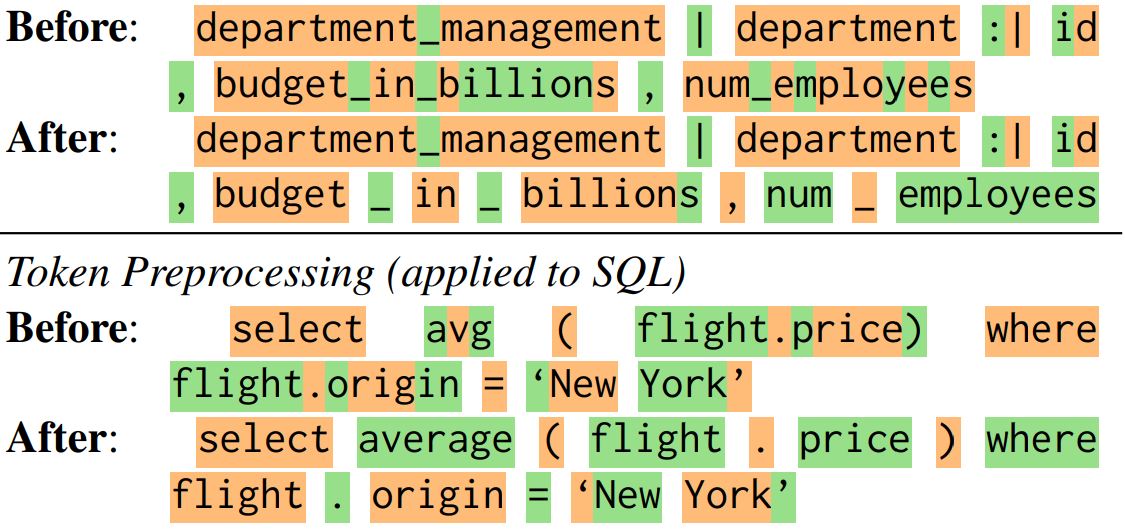 Before: department_management | department :| id
, budget_in_billions , num_employees
After: department_management | department :| id
, budget _ in _ billions , num _ employees
Token Preprocessing (applied to SQL)
Before: select avg ( flight.price) where
flight.origin = ‘New York’
After: select average ( flight . price ) where
flight . origin = ‘New York’